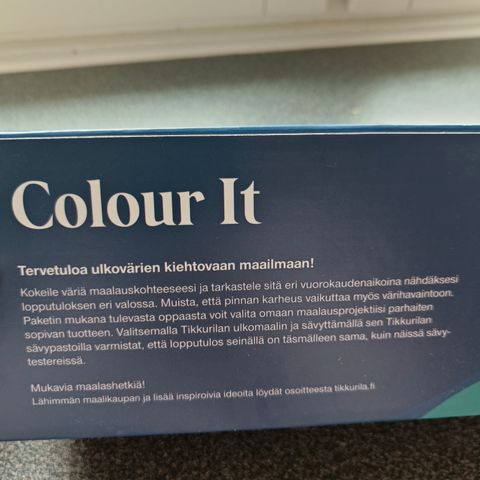 Colour It
Tervetuloa ulkovärien kiehtovaan maailmaan!
Kokeile väriä maalauskohteeseesi ja tarkastele sitä eri vuorokaudenaikoina nähdäksesi
lopputuloksen eri valossa. Muista, että pinnan karheus vaikuttaa myös värihavaintoon.
Paketin mukana tulevasta oppaasta voit valita omaan maalausprojektiisi parhaiten
sopivan tuotteen. Valitsemalla Tikkurilan ulkomaalin ja sävyttämällä sen Tikkurilan
sävypastoilla varmistat, että lopputulos seinällä on täsmälleen sama, kuin näissä sävy-
testereissä.
Mukavia maalashetkiä!
Lähimmän maalikaupan ja lisää inspiroivia ideoita löydät osoitteesta tikkurila.fi